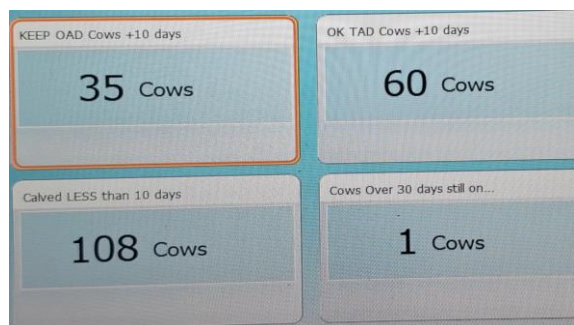 KEEP OAD Cows +10 days
35 Cows
OK TAD Cows +10 days
60 Cows
Calved LESS than 10 days
108 Cows
Cows Over 30 days still on...
1 Cows